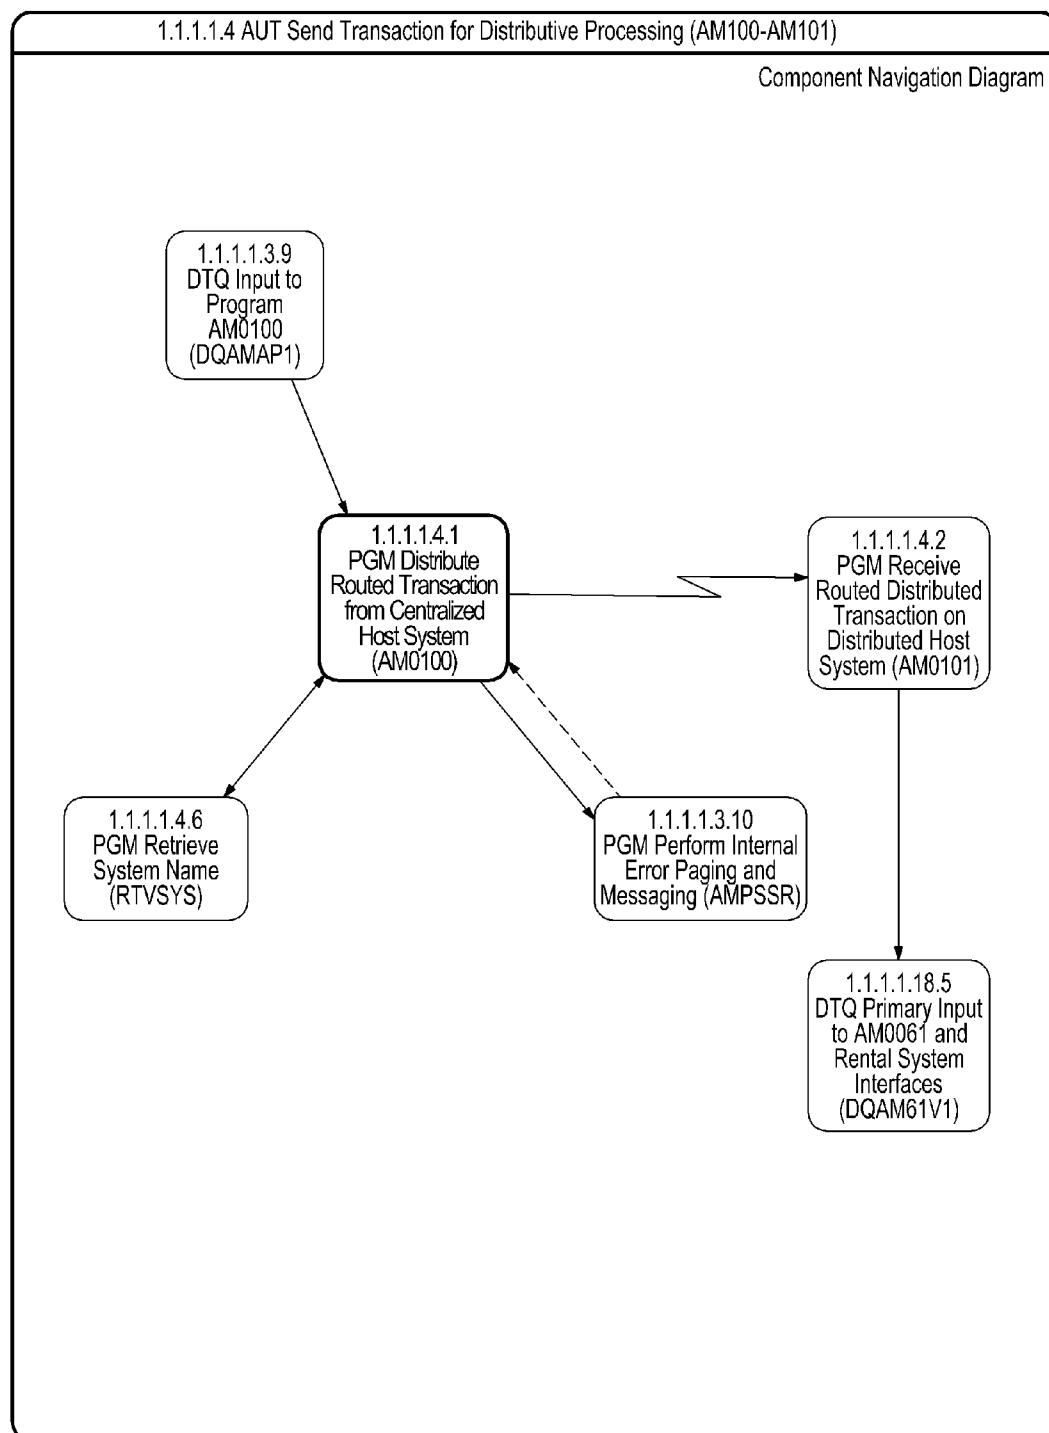 1.1.1.1.4 AUT Send Transaction for Distributive Processing (AM100-AM101)
Component Navigation Diagram
1.1.1.1.3.9
DTQ Input to
Program
AM0100
(DQAMAP1)
1.1.1.1.4.1
PGM Distribute
Routed Transaction
from Centralized
Host System
(AM0100)
1.1.1.1.4.2
PGM Receive
Routed Distributed
Transaction on
Distributed Host
System (AM0101)
1.1.1.1.4.6
PGM Retrieve
System Name
(RTVSYS)
1.1.1.1.3.10
PGM Perform Internal
Error Paging and
Messaging (AMPSSR)
1.1.1.1.18.5
DTQ Primary Input
to AM0061 and
Rental System
Interfaces
(DQAM61V1)